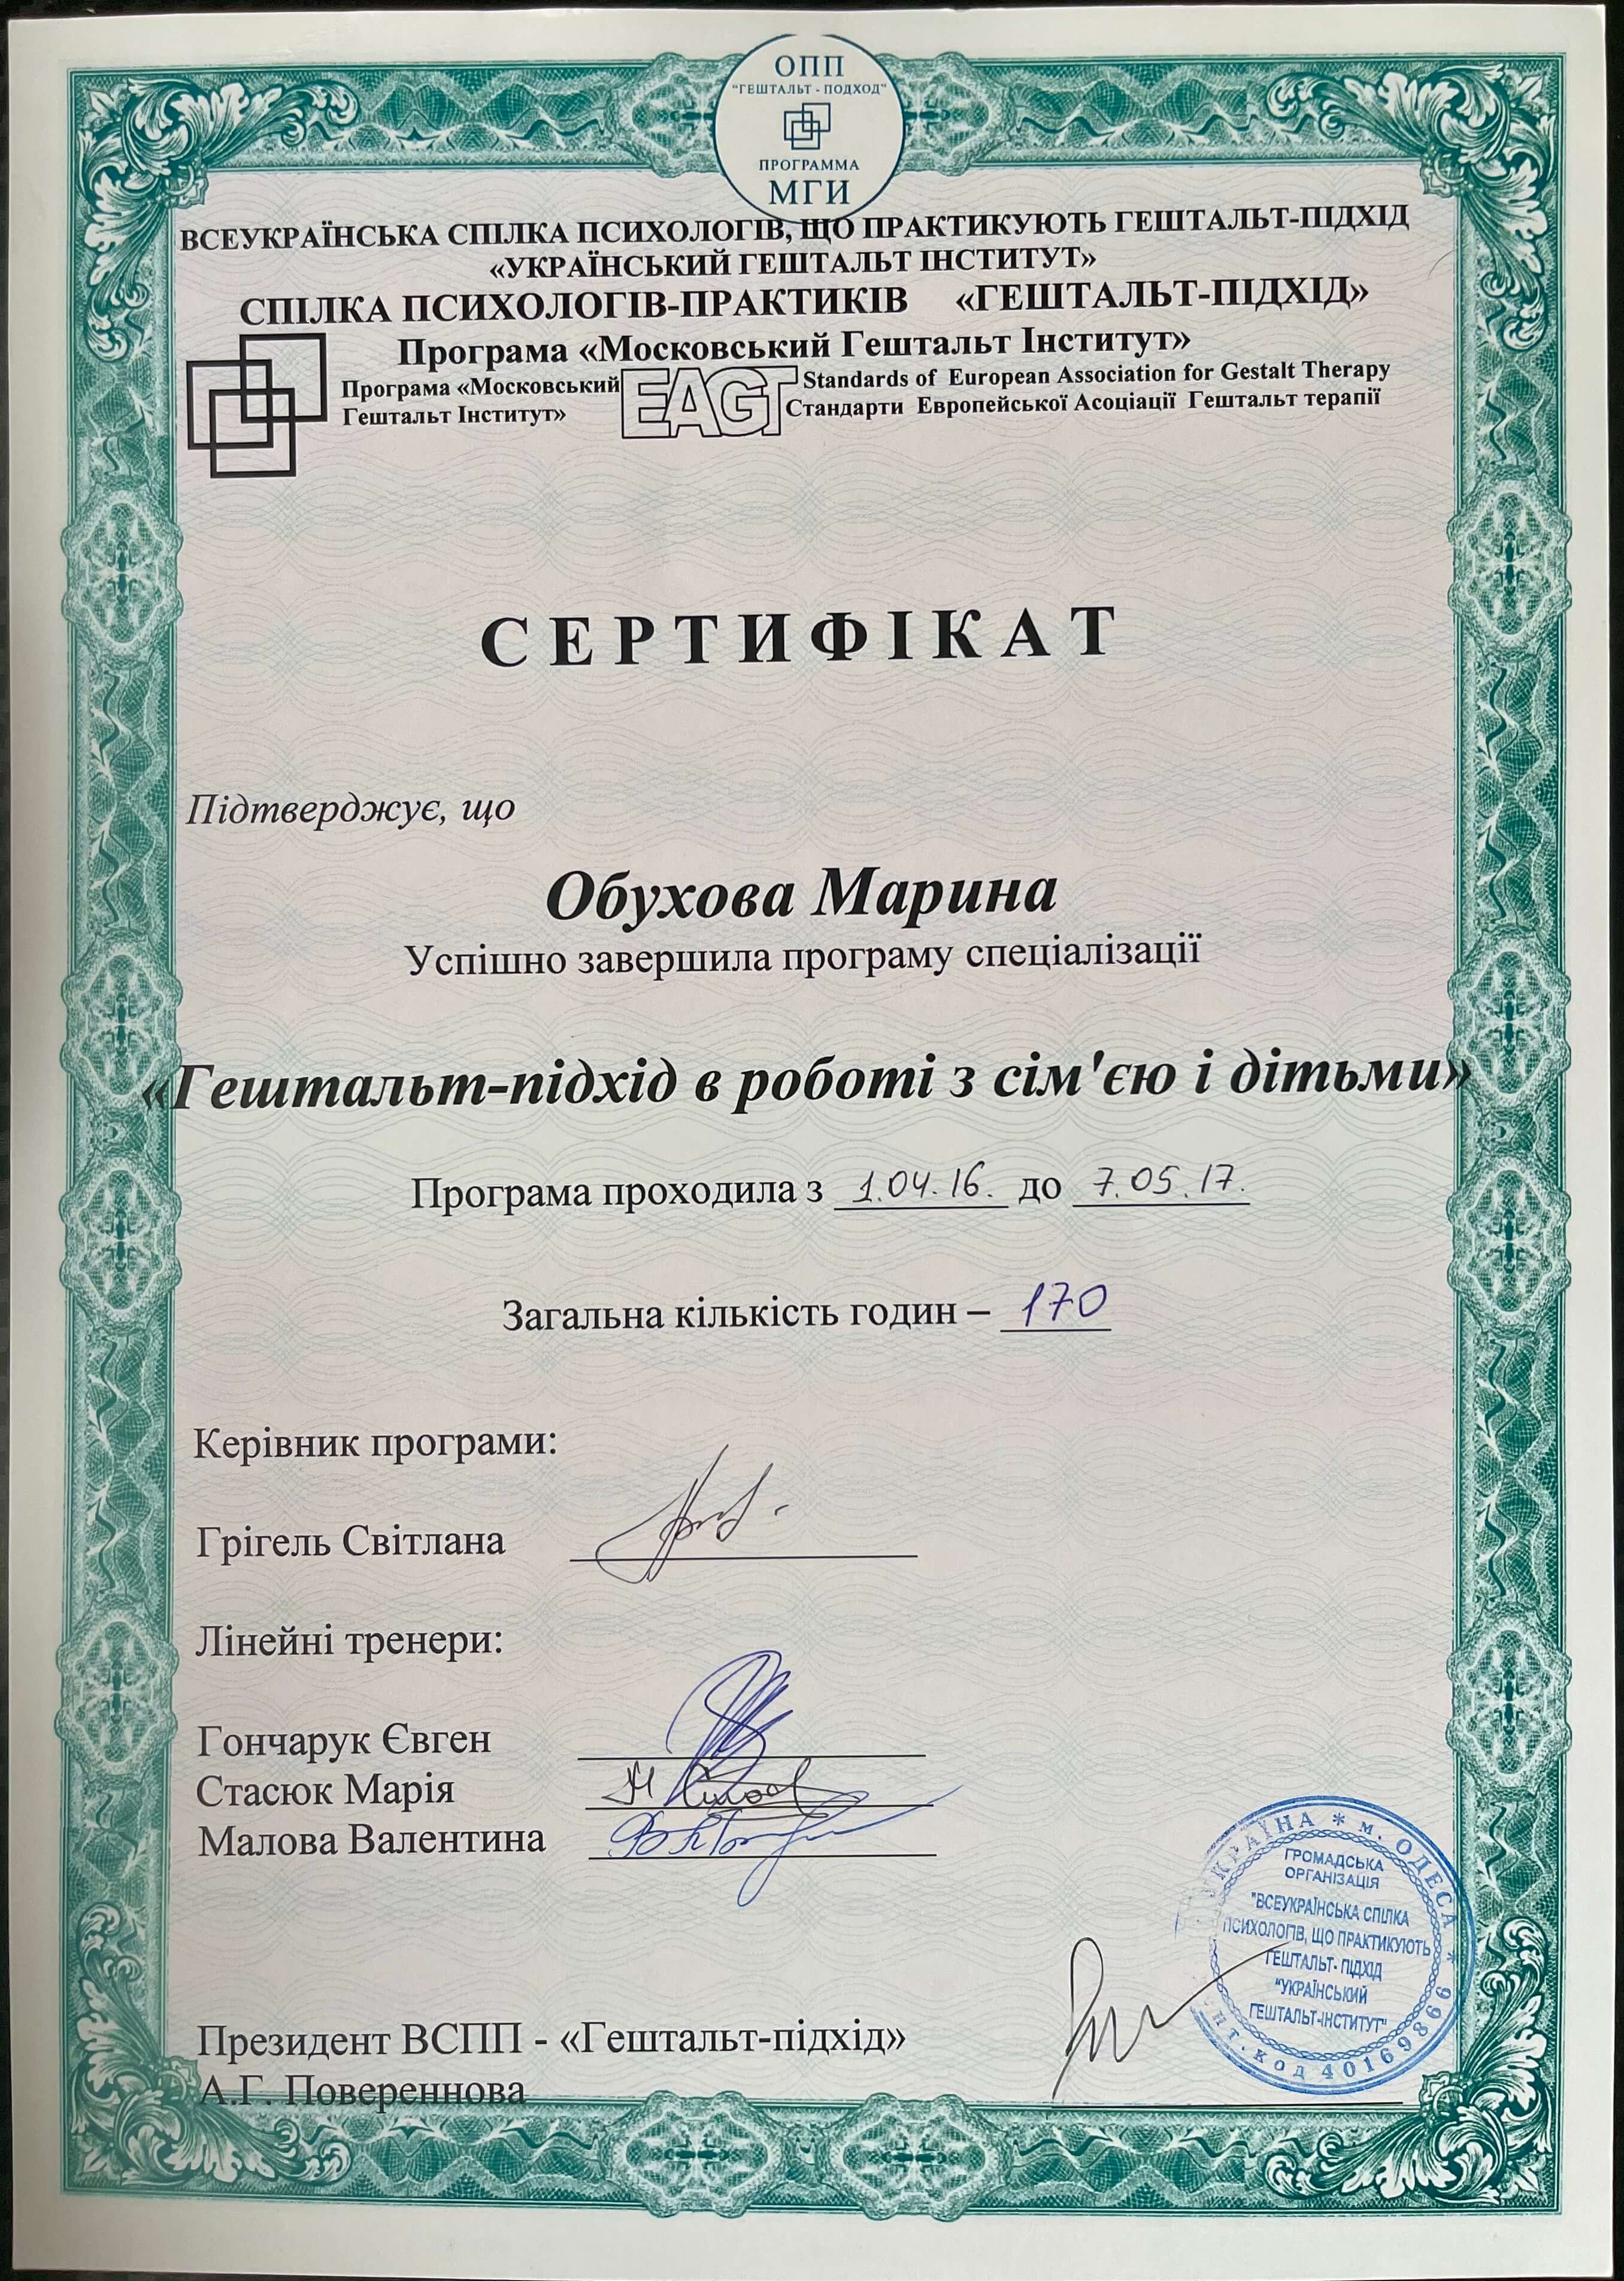 ОПП
"ГЕШТАЛЬТ - ПОДХОД"
ПРОГРАММА
МГИ
ВСЕУКРАЇНСЬКА СПІЛКА ПСИХОЛОГІВ, ЩО ПРАКТИКУЮТЬ ГЕШТАЛЬТ-ПІДХІД
«УКРАЇНСЬКИЙ ГЕШТАЛЬТ ІНСТИТУТ»
СПІЛКА ПСИХОЛОГІВ-ПРАКТИКІВ «ГЕШТАЛЬТ-ПІДХІД»
Програма «Московський Гештальт Інститут»
Програма «Московський
Гештальт Інститут»
EAGT
Standards of European Association for Gestalt Therapy
Стандарти Европейської Асоціації Гештальт терапії
СЕРТИФІКАТ
Підтверджує, що
Обухова Марина
Успішно завершила програму спеціалізації
«Гештальт-підхід в роботі з сім'єю і дітьми»
Програма проходила з 1.04.16. до 7.05.17.
Загальна кількість годин – 170
Керівник програми:
Грігель Світлана
Лінейні тренери:
Гончарук Євген
Стасюк Марія
Малова Валентина
Президент ВСПП - «Гештальт-підхід»
А.Г. Повереннова
УКРАЇНА * м. ОДЕСА *
ГРОМАДСЬКА
ОРГАНІЗАЦІЯ
"ВСЕУКРАЇНСЬКА СПІЛКА
ПСИХОЛОГІВ, ЩО ПРАКТИКУЮТЬ
ГЕШТАЛЬТ- ПІДХІД
"УКРАЇНСЬКИЙ
ГЕШТАЛЬТ-ІНСТИТУТ"
код 40169866